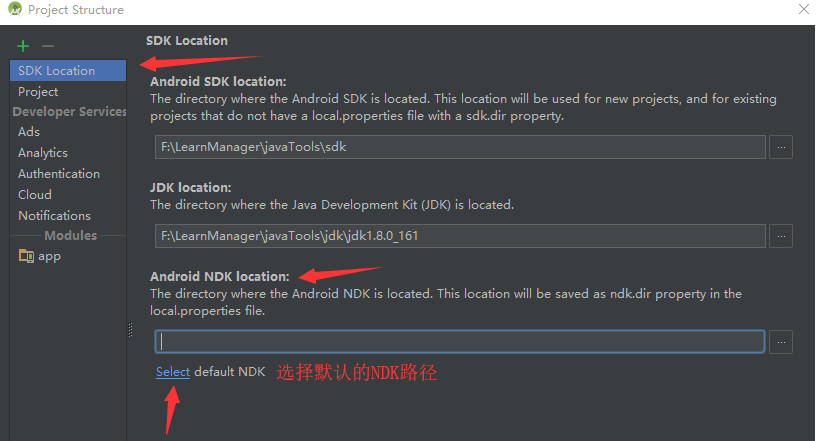 Project Structure
SDK Location
Project
Developer Services
Ads
Analytics
Authentication
Cloud
Notifications
Modules
app
SDK Location
Android SDK location:
The directory where the Android SDK is located. This location will be used for new projects, and for existing
projects that do not have a local.properties file with a sdk.dir property.
F:\LearnManager\javaTools\sdk
...
JDK location:
The directory where the Java Development Kit (JDK) is located.
F:\LearnManager\javaTools\jdk\jdk1.8.0_161
...
Android NDK location:
The directory where the Android NDK is located. This location will be saved as ndk.dir property in the
local.properties file.
...
Select default NDK 选择默认的NDK路径